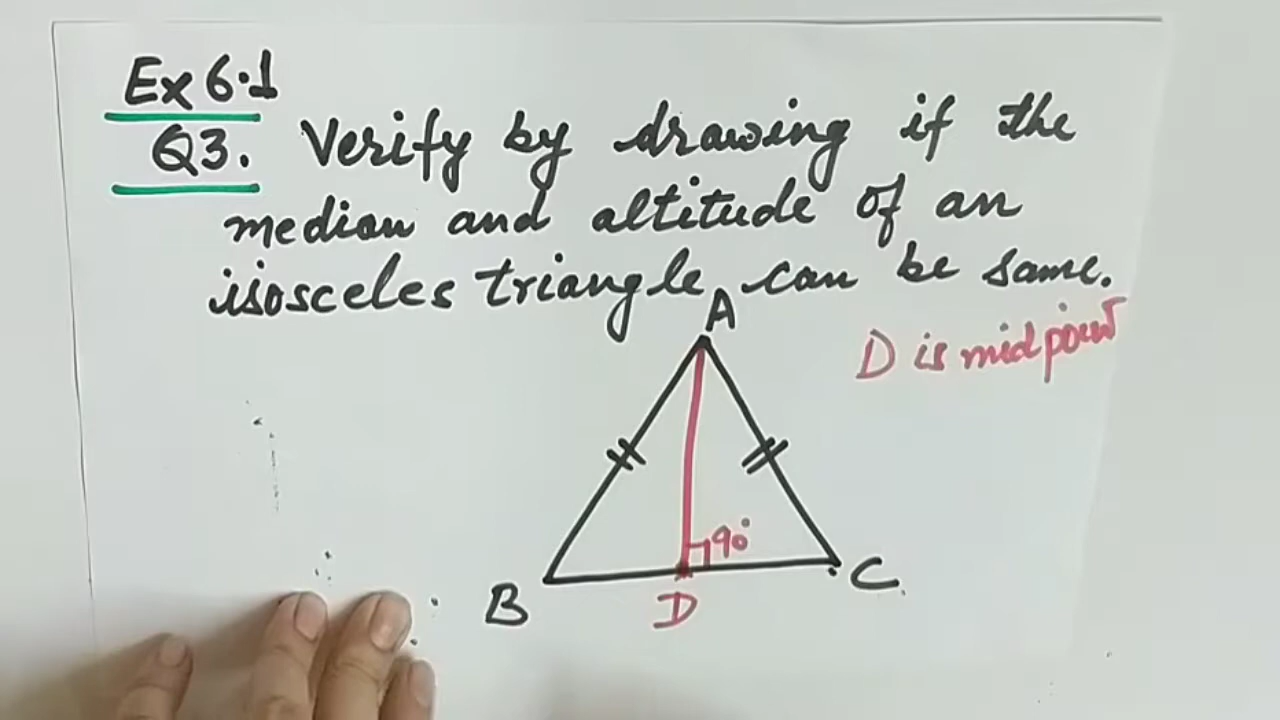 Ex 6.1
Q3. Verify by drawing if the
median and altitude of an
isosceles triangle can be same.
A
D is midpoint
90°
B
D
C